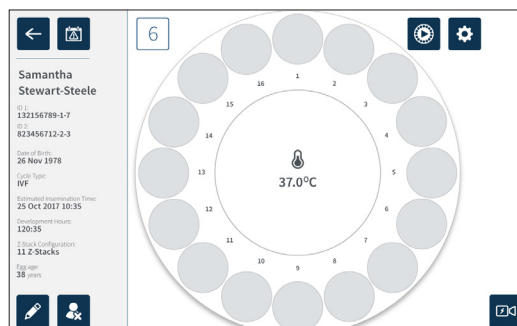 Samantha
Stewart-Steele
ID 1:
132156789-1-7
ID 2:
823456712-2-3
Date of Birth:
26 Nov 1978
Cycle Type:
IVF
Estimated Insemination Time:
25 Oct 2017 10:35
Development Hours:
120:35
Z-Stack Configuration:
11 Z-Stacks
Egg age:
38 years
6
1
2
3
4
5
6
7
8
9
10
11
12
13
14
15
16
37.0°C